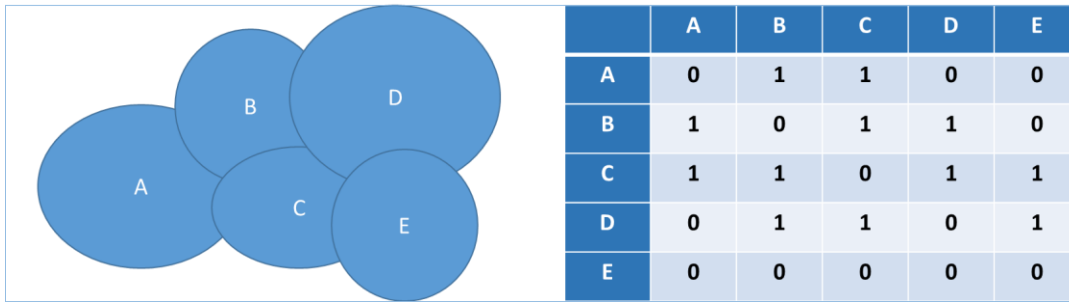 B
D
A
C
E
A B C D E
A 0 1 1 0 0
B 1 0 1 1 0
C 1 1 0 1 1
D 0 1 1 0 1
E 0 0 0 0 0